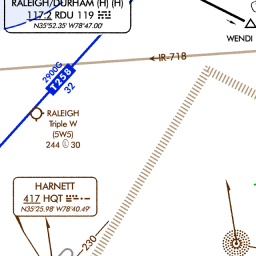 RALEIGH/DURHAM (H) (H)
117.2 RDU 119
N35°52.35' W78°47.00'
WENDI
IR-718
2900G
T238
32
RALEIGH
Triple W
(5W5)
244 30
HARNETT
417 HQT
N35°25.98' W78°40.49'
230